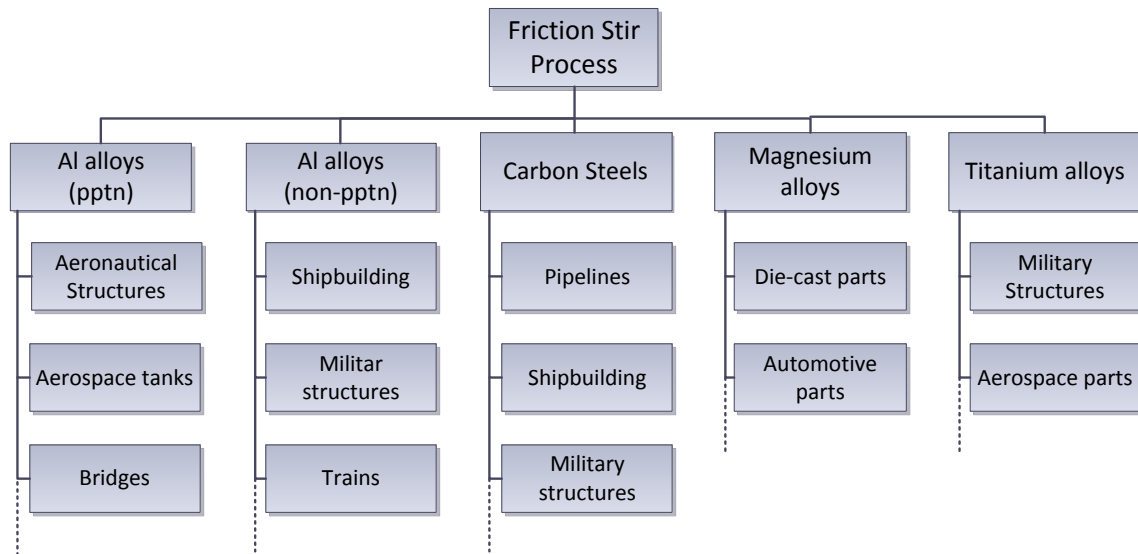 Friction Stir
Process
Al alloys
(pptn)
Al alloys
(non-pptn)
Carbon Steels
Magnesium
alloys
Titanium alloys
Aeronautical
Structures
Shipbuilding
Pipelines
Die-cast parts
Military
Structures
Aerospace tanks
Militar
structures
Shipbuilding
Automotive
parts
Aerospace parts
Bridges
Trains
Military
structures